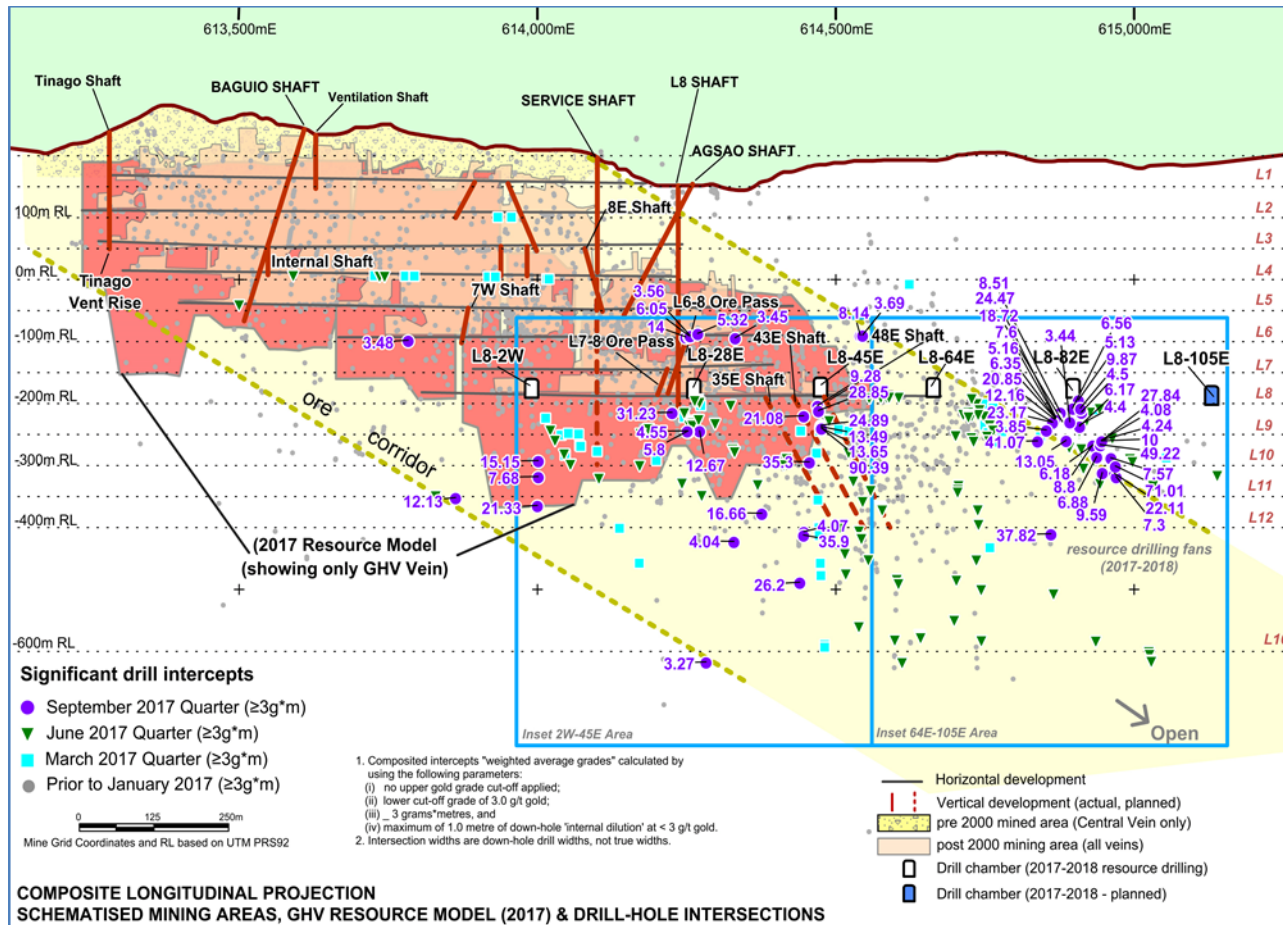 613,500mE
614,000mE
614,500mE
615,000mE
Tinago Shaft
BAGUIO SHAFT
Ventilation Shaft
SERVICE SHAFT
L8 SHAFT
AGSAO SHAFT
L1
100m RL
L2
8E Shaft
L3
0m RL
Internal Shaft
L4
Tinago
Vent Rise
7W Shaft
L5
3.56
L6-8 Ore Pass
6.05
14
5.32
3.45
8.14
3.69
8.51
24.47
18.72
7.6
5.16
6.35
20.85
12.16
23.17
3.85
41.07
3.44
6.56
5.13
9.87
4.5
6.17
4.4
27.84
4.08
4.24
10
49.22
7.57
71.01
22.11
7.3
-100m RL
L6
3.48
L7-8 Ore Pass
43E Shaft
48E Shaft
L8-2W
L8-28E
L8-45E
L8-64E
L8-82E
L8-105E
L7
35E Shaft
9.28
28.85
-200m RL
L8
31.23
21.08
24.89
4.55
5.8
12.67
13.49
13.65
90.39
L9
ore
corridor
-300m RL
15.15
7.68
35.3
13.05
6.18
8.8
6.88
9.59
L10
12.13
21.33
16.66
L11
-400m RL
4.07
35.9
37.82
L12
4.04
(2017 Resource Model
(showing only GHV Vein)
resource drilling fans
(2017-2018)
26.2
-600m RL
3.27
Significant drill intercepts
September 2017 Quarter (≥3g*m)
June 2017 Quarter (≥3g*m)
March 2017 Quarter (≥3g*m)
Prior to January 2017 (≥3g*m)
Open
Inset 2W-45E Area
Inset 64E-105E Area
0
125
250m
Mine Grid Coordinates and RL based on UTM PRS92
1. Composited intercepts "weighted average grades" calculated by
using the following parameters:
(i) no upper gold grade cut-off applied;
(ii) lower cut-off grade of 3.0 g/t gold;
(iii) _ 3 grams*metres, and
(iv) maximum of 1.0 metre of down-hole 'internal dilution' at < 3 g/t gold.
2. Intersection widths are down-hole drill widths, not true widths.
Horizontal development
Vertical development (actual, planned)
pre 2000 mined area (Central Vein only)
post 2000 mining area (all veins)
Drill chamber (2017-2018 resource drilling)
Drill chamber (2017-2018 - planned)
COMPOSITE LONGITUDINAL PROJECTION
SCHEMATISED MINING AREAS, GHV RESOURCE MODEL (2017) & DRILL-HOLE INTERSECTIONS